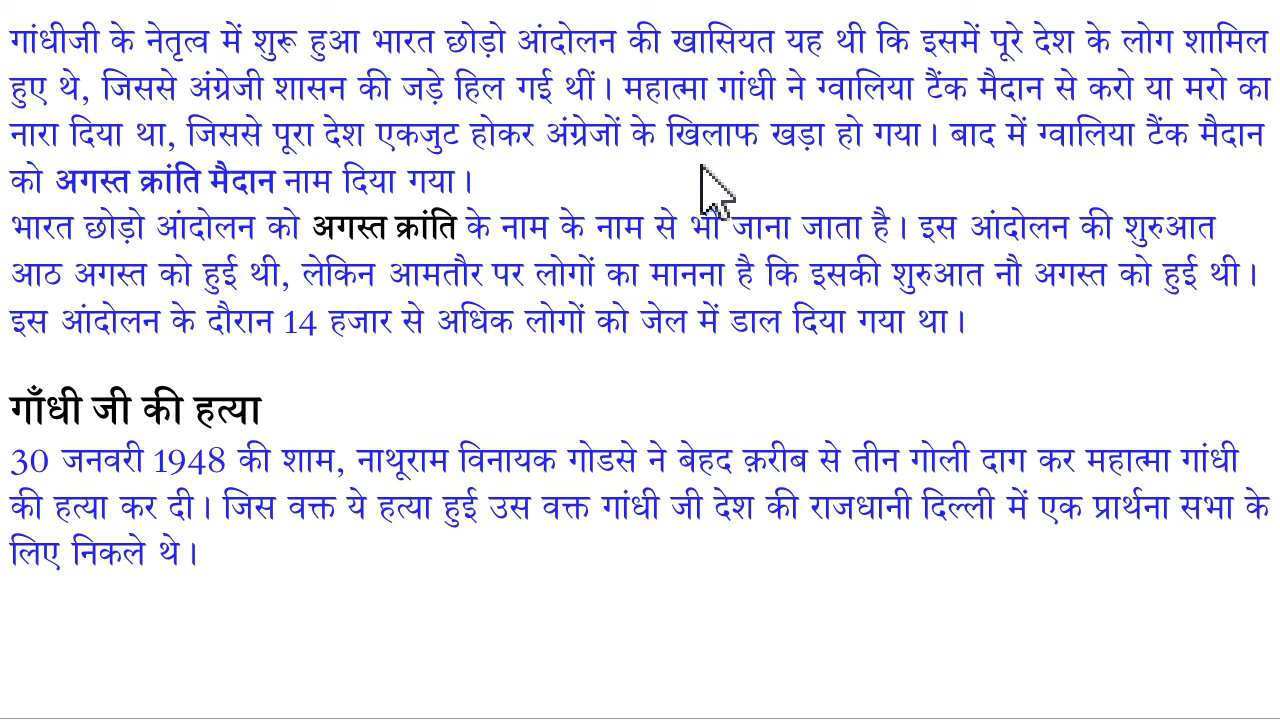 गांधीजी के नेतृत्व में शुरू हुआ भारत छोड़ो आंदोलन की खासियत यह थी कि इसमें पूरे देश के लोग शामिल
हुए थे, जिससे अंग्रेजी शासन की जड़े हिल गई थीं। महात्मा गांधी ने ग्वालिया टैंक मैदान से करो या मरो का
नारा दिया था, जिससे पूरा देश एकजुट होकर अंग्रेजों के खिलाफ खड़ा हो गया। बाद में ग्वालिया टैंक मैदान
को अगस्त क्रांति मैदान नाम दिया गया।
भारत छोड़ो आंदोलन को अगस्त क्रांति के नाम के नाम से भी जाना जाता है। इस आंदोलन की शुरुआत
आठ अगस्त को हुई थी, लेकिन आमतौर पर लोगों का मानना है कि इसकी शुरुआत नौ अगस्त को हुई थी।
इस आंदोलन के दौरान 14 हजार से अधिक लोगों को जेल में डाल दिया गया था।
गाँधी जी की हत्या
30 जनवरी 1948 की शाम, नाथूराम विनायक गोडसे ने बेहद क़रीब से तीन गोली दाग कर महात्मा गांधी
की हत्या कर दी। जिस वक्त ये हत्या हुई उस वक्त गांधी जी देश की राजधानी दिल्ली में एक प्रार्थना सभा के
लिए निकले थे।